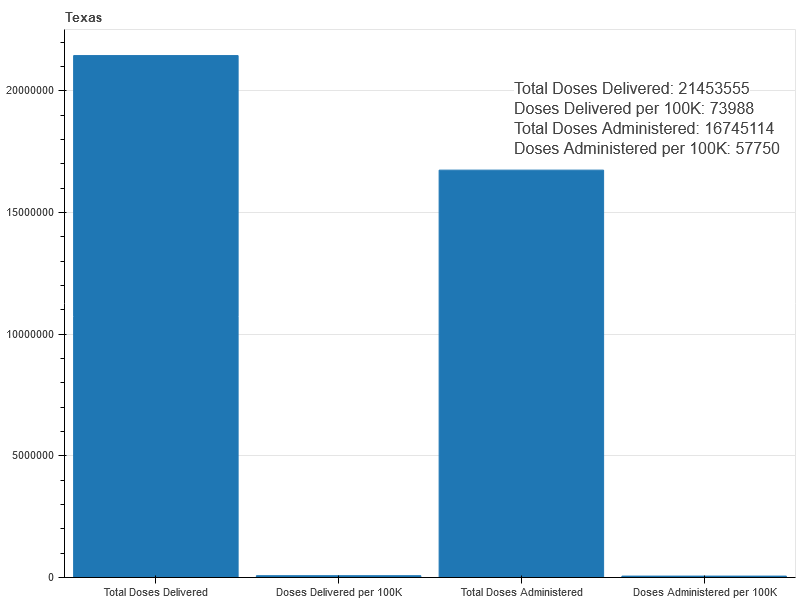 Texas
Total Doses Delivered: 21453555
Doses Delivered per 100K: 73988
Total Doses Administered: 16745114
Doses Administered per 100K: 57750
20000000
15000000
10000000
5000000
0
Total Doses Delivered
Doses Delivered per 100K
Total Doses Administered
Doses Administered per 100K